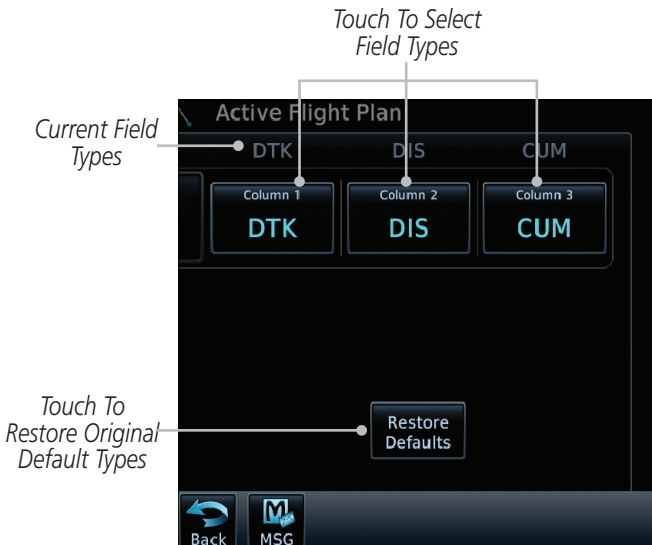 Touch To Select
Field Types
Active Flight Plan
Current Field
Types
DTK DIS CUM
Column 1 Column 2 Column 3
DTK DIS CUM
Touch To
Restore Original
Default Types
Restore
Defaults
Back MSG